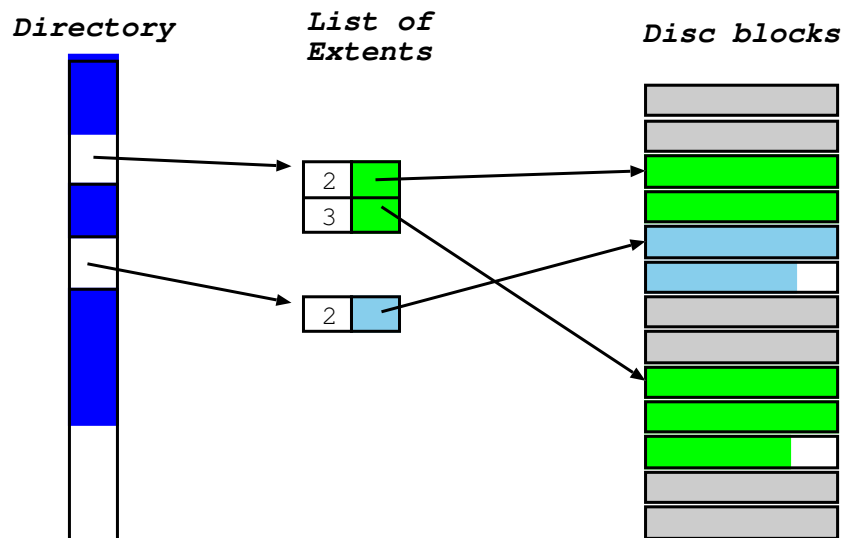 Directory
List of
Extents
Disc blocks
2
3
2